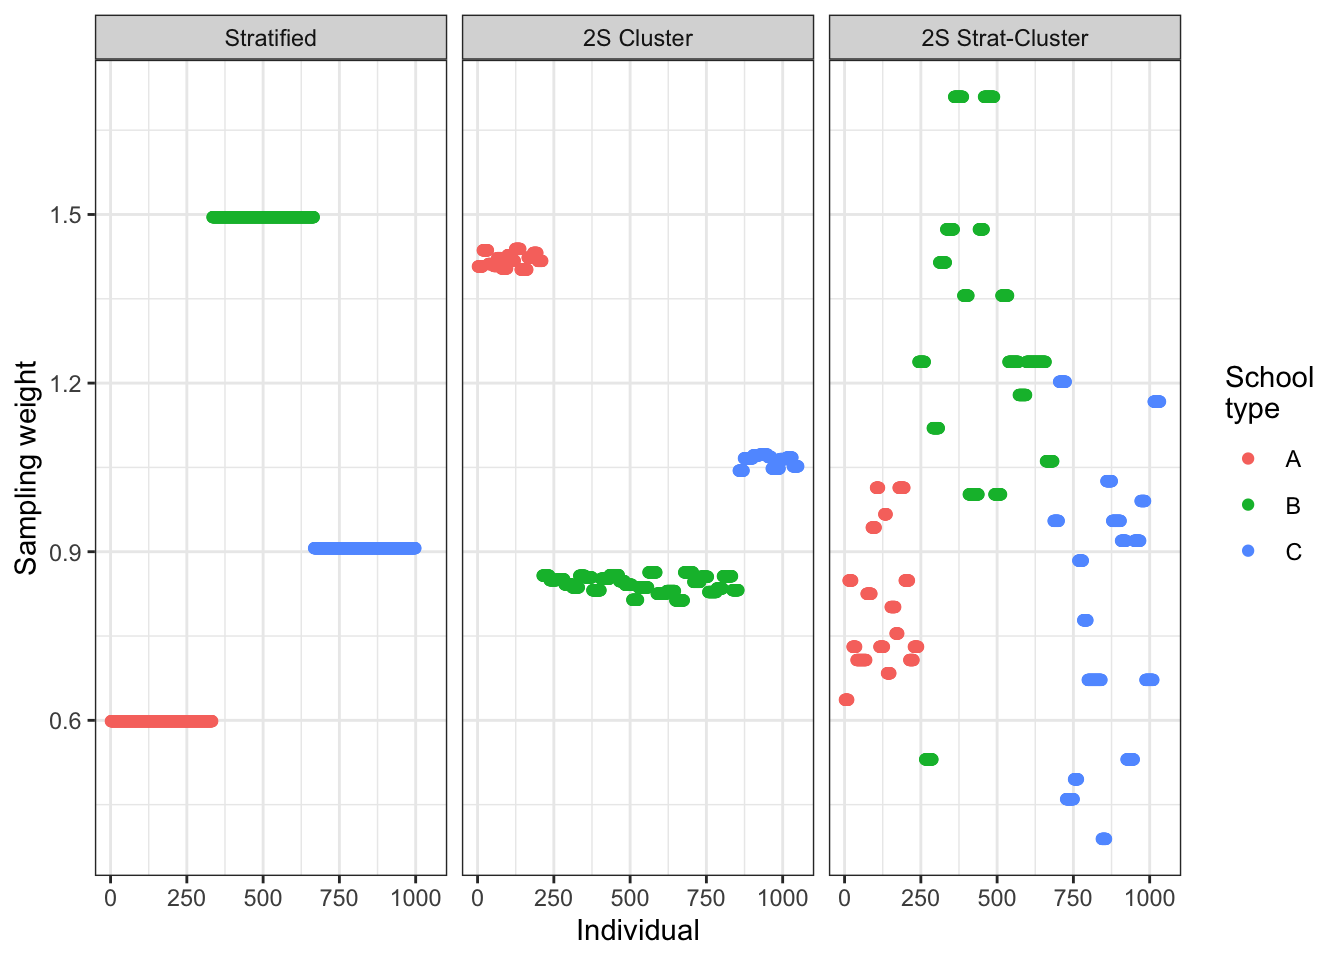 Stratified 2S Cluster 2S Strat-Cluster
Sampling weight
1.5
1.2
0.9
0.6
0 250 500 750 1000 0 250 500 750 1000 0 250 500 750 1000
Individual
School
type
A
B
C